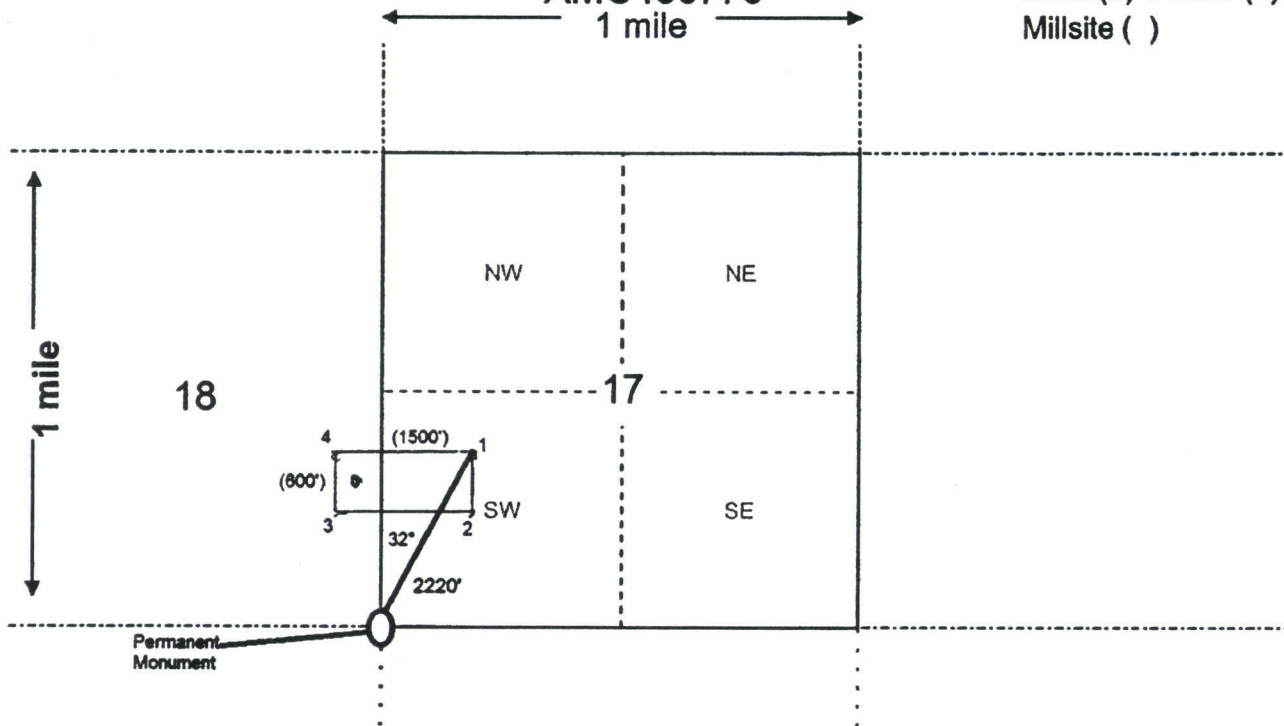 1 mile
Millsite ( )
NW
NE
1 mile
18
17
4
(1500')
1
(600')
3
2
SW
SE
32°
2220'
Permanent
Monument